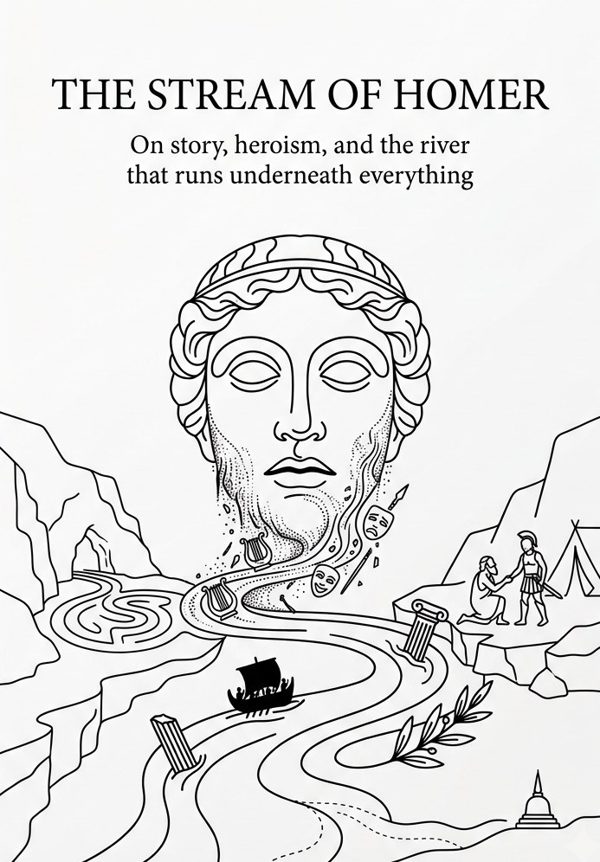 THE STREAM OF HOMER
On story, heroism, and the river
that runs underneath everything